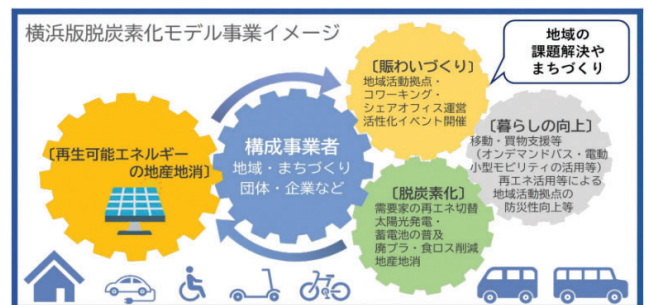 横浜版脱炭素化モデル事業イメージ
地域の
課題解決や
まちづくり
〔賑わいづくり〕
地域活動拠点・
コワーキング・
シェアオフィス運営
活性化イベント開催
構成事業者
地域・まちづくり
団体・企業など
〔再生可能エネルギー
の地産地消〕
〔暮らしの向上〕
移動・買物支援等
（オンデマンドバス・電動
小型モビリティの活用等）
再エネ活用等による
地域活動拠点の
防災性向上等
〔脱炭素化〕
需要家の再エネ切替
太陽光発電・
蓄電池の普及
廃プラ・食ロス削減
地産地消